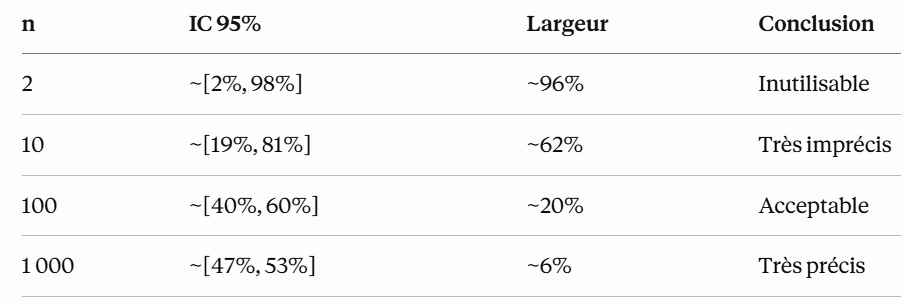 n IC 95% Largeur Conclusion
2 ~[2%, 98%] ~96% Inutilisable
10 ~[19%, 81%] ~62% Très imprécis
100 ~[40%, 60%] ~20% Acceptable
1 000 ~[47%, 53%] ~6% Très précis